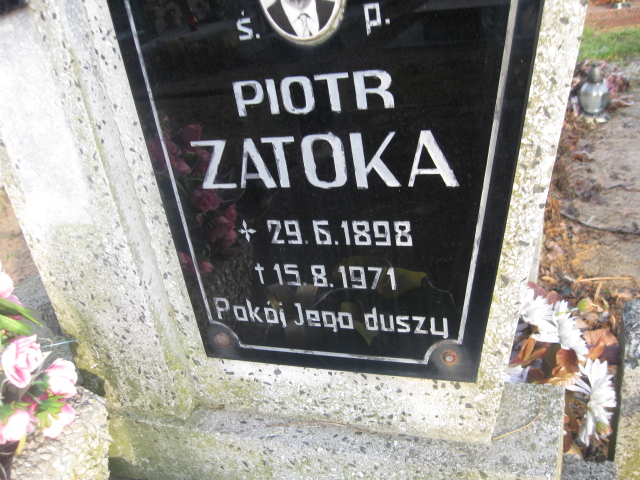 ś. p.
PIOTR
ZATOKA
* 29.6.1898
† 15.8.1971
Pokój Jego duszy